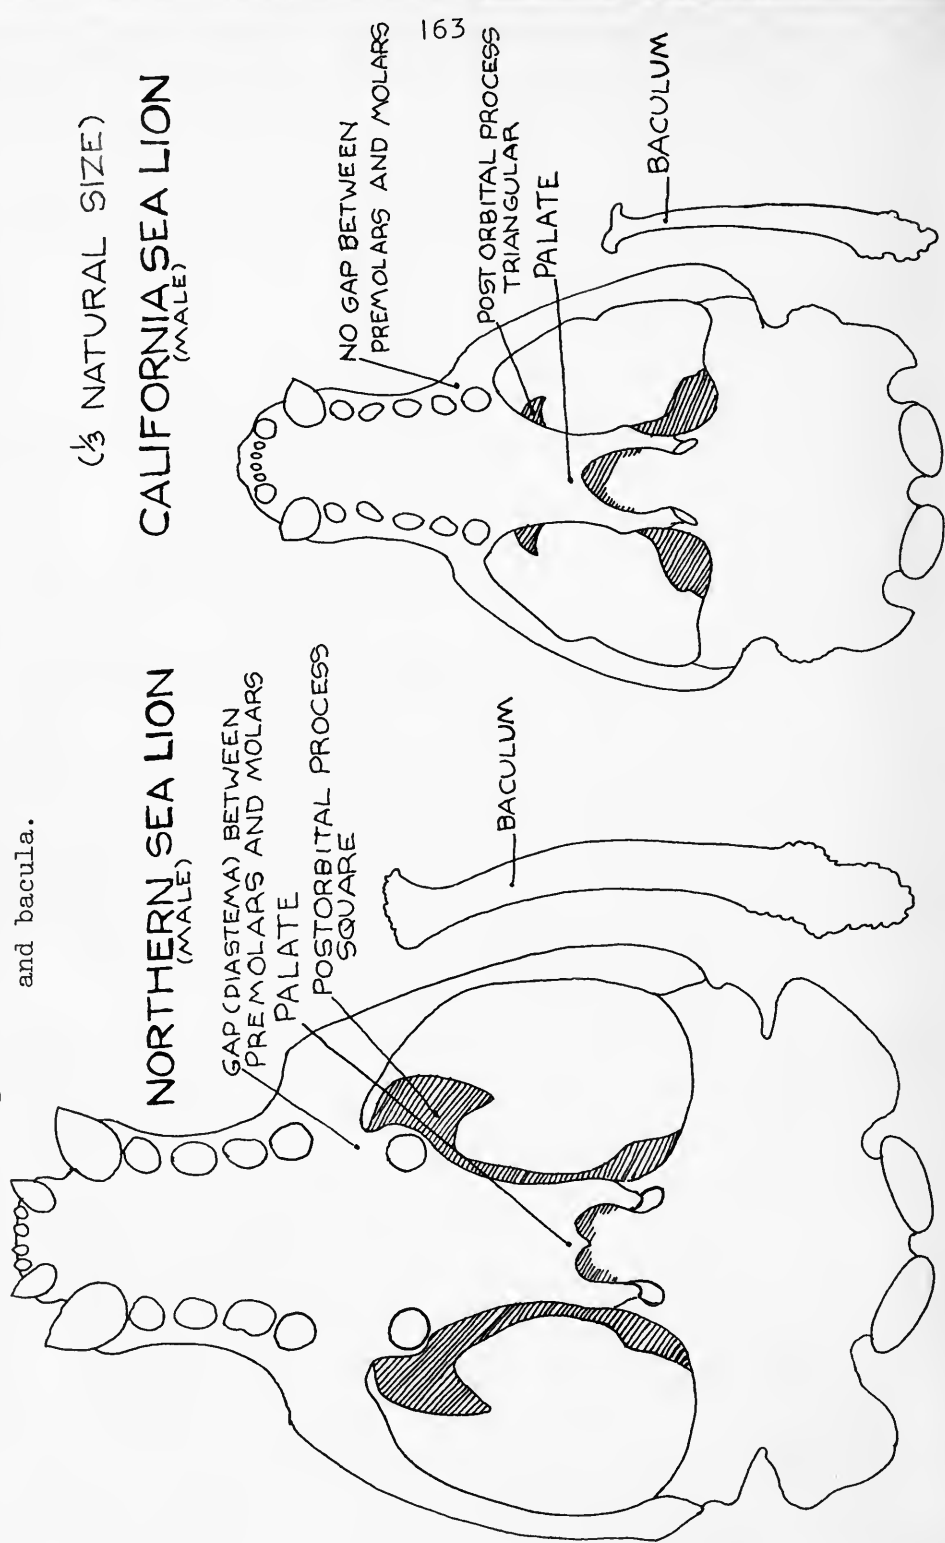 163
and bacula.
(⅓ NATURAL SIZE)
NORTHERN SEA LION
(MALE)
GAP (DIASTEMA) BETWEEN
PREMOLARS AND MOLARS
PALATE
POSTORBITAL PROCESS
SQUARE
BACULUM
CALIFORNIA SEA LION
(MALE)
NO GAP BETWEEN
PREMOLARS AND MOLARS
POST ORBITAL PROCESS
TRIANGULAR
PALATE
BACULUM